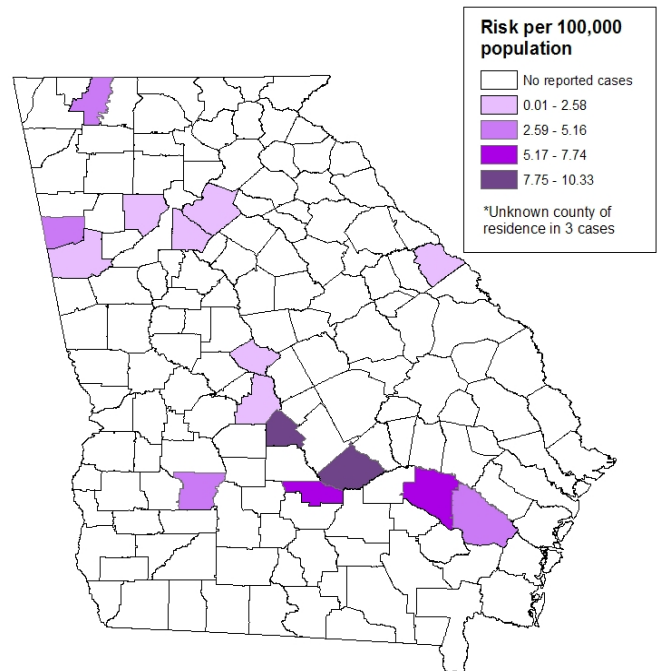 Risk per 100,000
population
No reported cases
0.01 - 2.58
2.59 - 5.16
5.17 - 7.74
7.75 - 10.33
*Unknown county of
residence in 3 cases